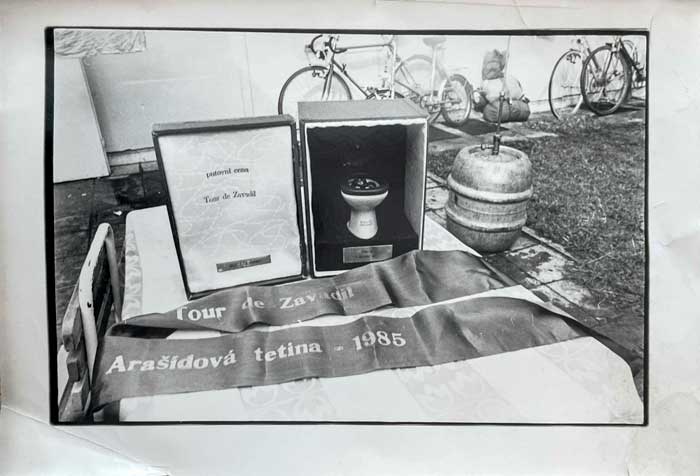 putovní cena
Tour de Zavadil
Tour de Zavadil
Arašídová tetina - 1985